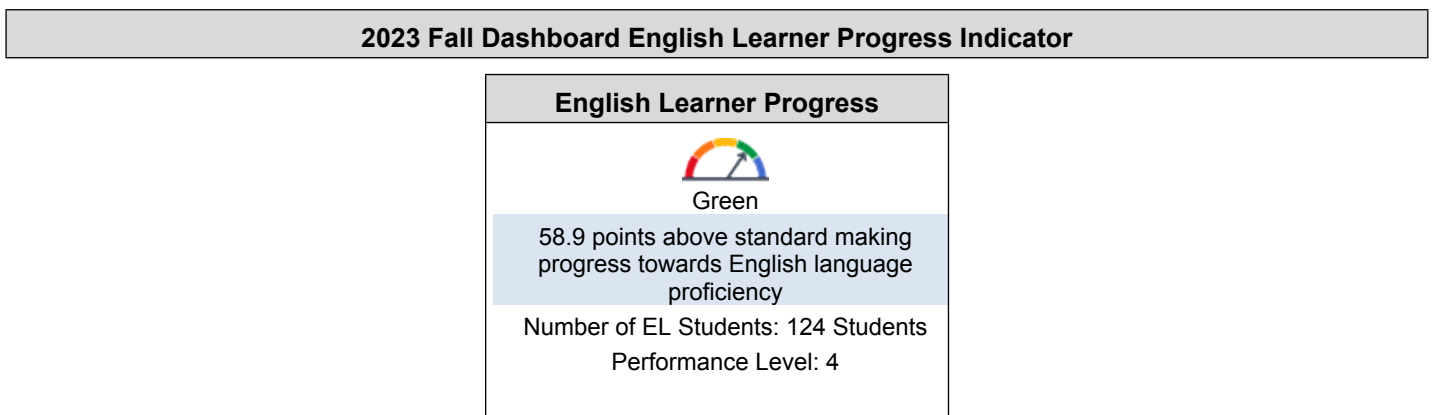 2023 Fall Dashboard English Learner Progress Indicator
English Learner Progress
Green
58.9 points above standard making
progress towards English language
proficiency
Number of EL Students: 124 Students
Performance Level: 4